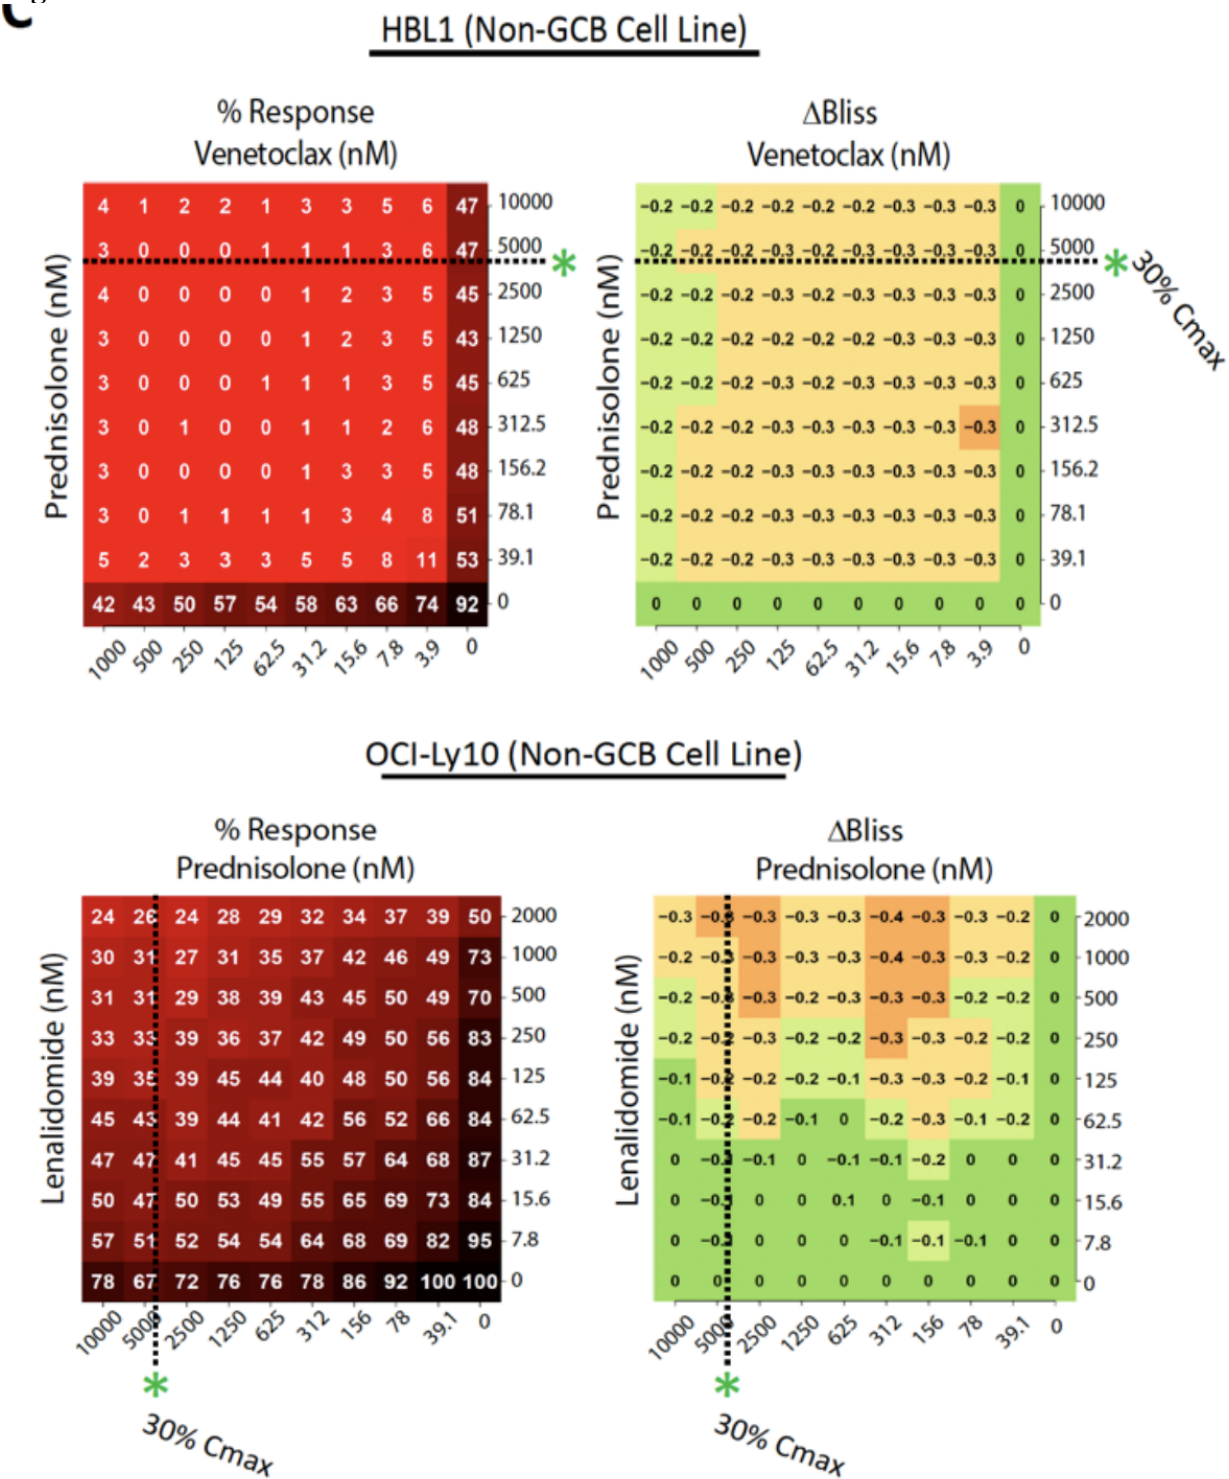 C
HBL1 (Non-GCB Cell Line)
% Response
Venetoclax (nM)
Prednisolone (nM)
4 1 2 2 1 3 3 5 6 47 10000
3 0 0 0 1 1 1 3 6 47 5000
*
4 0 0 0 0 1 2 3 5 45 2500
3 0 0 0 0 1 2 3 5 43 1250
3 0 0 0 1 1 1 3 5 45 625
3 0 1 0 0 1 1 2 6 48 312.5
3 0 0 0 0 1 3 3 5 48 156.2
3 0 1 1 1 1 3 4 8 51 78.1
5 2 3 3 3 5 5 8 11 53 39.1
42 43 50 57 54 58 63 66 74 92 0
1000 500 250 125 62.5 31.2 15.6 7.8 3.9 0
ΔBliss
Venetoclax (nM)
Prednisolone (nM)
−0.2 −0.2 −0.2 −0.2 −0.2 −0.2 −0.3 −0.3 −0.3 0 10000
−0.2 −0.2 −0.2 −0.3 −0.2 −0.3 −0.3 −0.3 −0.3 0 5000
* 30% Cmax
−0.2 −0.2 −0.2 −0.3 −0.2 −0.3 −0.3 −0.3 −0.3 0 2500
−0.2 −0.2 −0.2 −0.3 −0.3 −0.3 −0.3 −0.3 −0.3 0 1250
−0.2 −0.2 −0.2 −0.3 −0.2 −0.3 −0.3 −0.3 −0.3 0 625
−0.2 −0.2 −0.2 −0.3 −0.3 −0.3 −0.3 −0.3 −0.3 0 312.5
−0.2 −0.2 −0.2 −0.3 −0.3 −0.3 −0.3 −0.3 −0.3 0 156.2
−0.2 −0.2 −0.2 −0.3 −0.3 −0.3 −0.3 −0.3 −0.3 0 78.1
−0.2 −0.2 −0.2 −0.3 −0.3 −0.3 −0.3 −0.3 −0.3 0 39.1
0 0 0 0 0 0 0 0 0 0 0
1000 500 250 125 62.5 31.2 15.6 7.8 3.9 0
OCI-Ly10 (Non-GCB Cell Line)
% Response
Prednisolone (nM)
Lenalidomide (nM)
24 26 24 28 29 32 34 37 39 50 2000
30 31 27 31 35 37 42 46 49 73 1000
31 31 29 38 39 43 45 50 49 70 500
33 33 39 36 37 42 49 50 56 83 250
39 35 39 45 44 40 48 50 56 84 125
45 43 39 44 41 42 56 52 66 84 62.5
47 47 41 45 45 55 57 64 68 87 31.2
50 47 50 53 49 55 65 69 73 84 15.6
57 51 52 54 54 64 68 69 82 95 7.8
78 67 72 76 76 78 86 92 100 100 0
10000 5000 2500 1250 625 312 156 78 39.1 0
*
30% Cmax
ΔBliss
Prednisolone (nM)
Lenalidomide (nM)
−0.3 −0.3 −0.3 −0.3 −0.4 −0.3 −0.3 −0.2 0 2000
−0.2 −0.3 −0.3 −0.3 −0.4 −0.3 −0.3 −0.2 0 1000
−0.2 −0.3 −0.2 −0.3 −0.3 −0.3 −0.2 −0.2 0 500
−0.2 −0.3 −0.2 −0.2 −0.3 −0.3 −0.2 −0.2 0 250
−0.1 −0.2 −0.2 −0.1 −0.3 −0.3 −0.2 −0.1 0 125
−0.1 −0.2 −0.1 0 −0.2 −0.3 −0.1 −0.2 0 62.5
0 −0.1 0 −0.1 −0.1 −0.2 0 0 0 31.2
0 0 0 0.1 0 −0.1 0 0 0 15.6
0 0 0 0 −0.1 −0.1 −0.1 0 0 7.8
0 0 0 0 0 0 0 0 0 0 0
10000 5000 2500 1250 625 312 156 78 39.1 0
*
30% Cmax